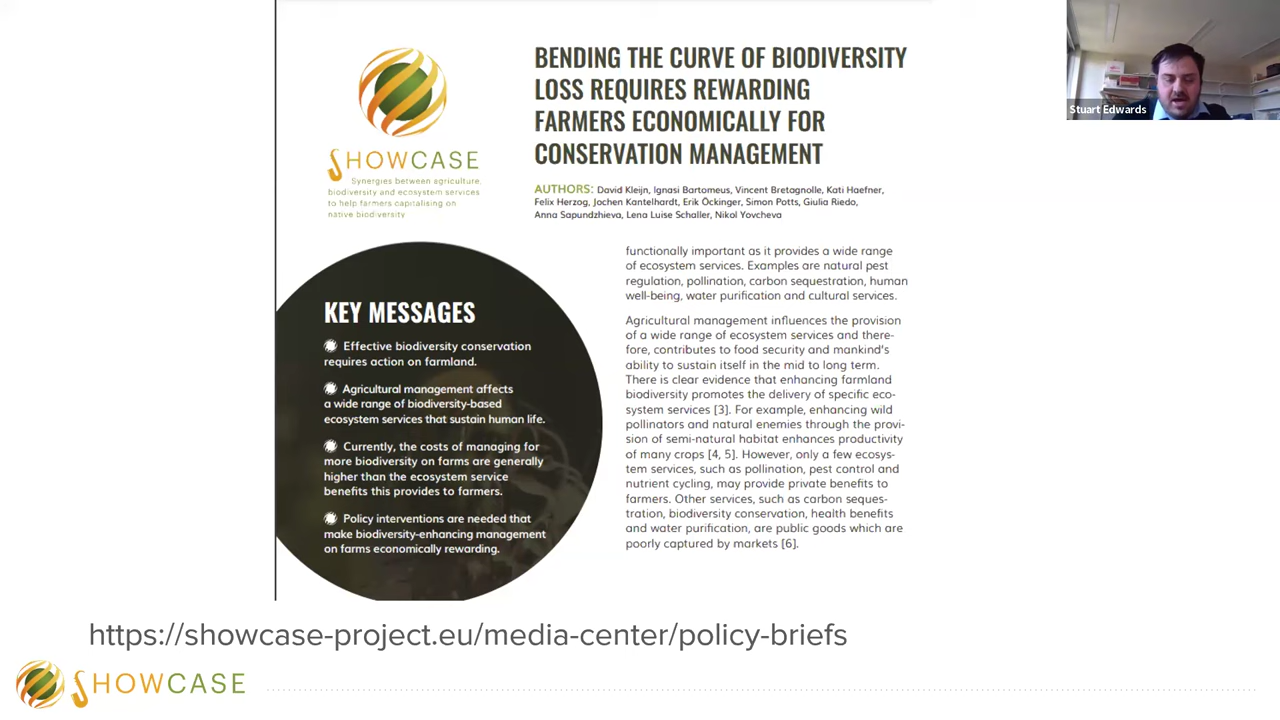 BENDING THE CURVE OF BIODIVERSITY
LOSS REQUIRES REWARDING
FARMERS ECONOMICALLY FOR
CONSERVATION MANAGEMENT
SHOWCASE
Synergies between agriculture,
biodiversity and ecosystem services
to help farmers capitalising on
native biodiversity
AUTHORS: David Kleijn, Ignasi Bartomeus, Vincent Bretagnolle, Kati Haefner,
Felix Herzog, Jochen Kantelhardt, Erik Öckinger, Simon Potts, Giulia Riedo,
Anna Sapundzhieva, Lena Luise Schaller, Nikol Yovcheva
KEY MESSAGES
Effective biodiversity conservation
requires action on farmland.
Agricultural management affects
a wide range of biodiversity-based
ecosystem services that sustain human life.
Currently, the costs of managing for
more biodiversity on farms are generally
higher than the ecosystem service
benefits this provides to farmers.
Policy interventions are needed that
make biodiversity-enhancing management
on farms economically rewarding.
functionally important as it provides a wide range
of ecosystem services. Examples are natural pest
regulation, pollination, carbon sequestration, human
well-being, water purification and cultural services.
Agricultural management influences the provision
of a wide range of ecosystem services and there-
fore, contributes to food security and mankind's
ability to sustain itself in the mid to long term.
There is clear evidence that enhancing farmland
biodiversity promotes the delivery of specific eco-
system services [3]. For example, enhancing wild
pollinators and natural enemies through the provi-
sion of semi-natural habitat enhances productivity
of many crops [4, 5]. However, only a few ecosys-
tem services, such as pollination, pest control and
nutrient cycling, may provide private benefits to
farmers. Other services, such as carbon seques-
tration, biodiversity conservation, health benefits
and water purification, are public goods which are
poorly captured by markets [6].
Stuart Edwards
https://showcase-project.eu/media-center/policy-briefs
SHOWCASE